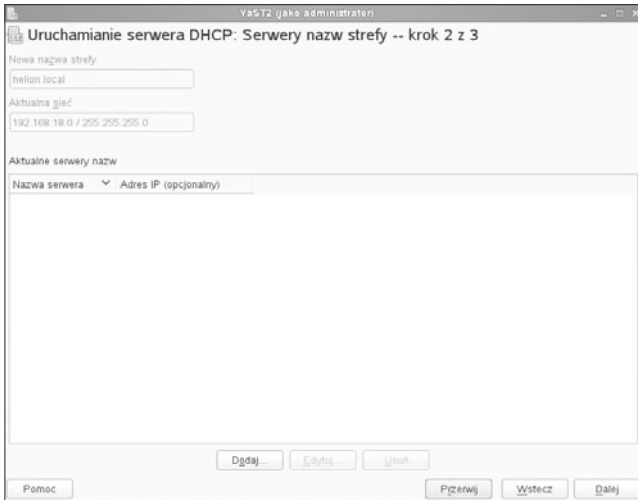 YaST2 (jako administrator)
Uruchamianie serwera DHCP: Serwery nazw strefy -- krok 2 z 3
Nowa nazwa strefy
helion.local
Aktualna sieć
192.168.18.0 / 255.255.255.0
Aktualne serwery nazw
Nazwa serwera Adres IP (opcjonalny)
Dodaj... Edytuj... Usuń
Pomoc Przerwij Wstecz Dalej